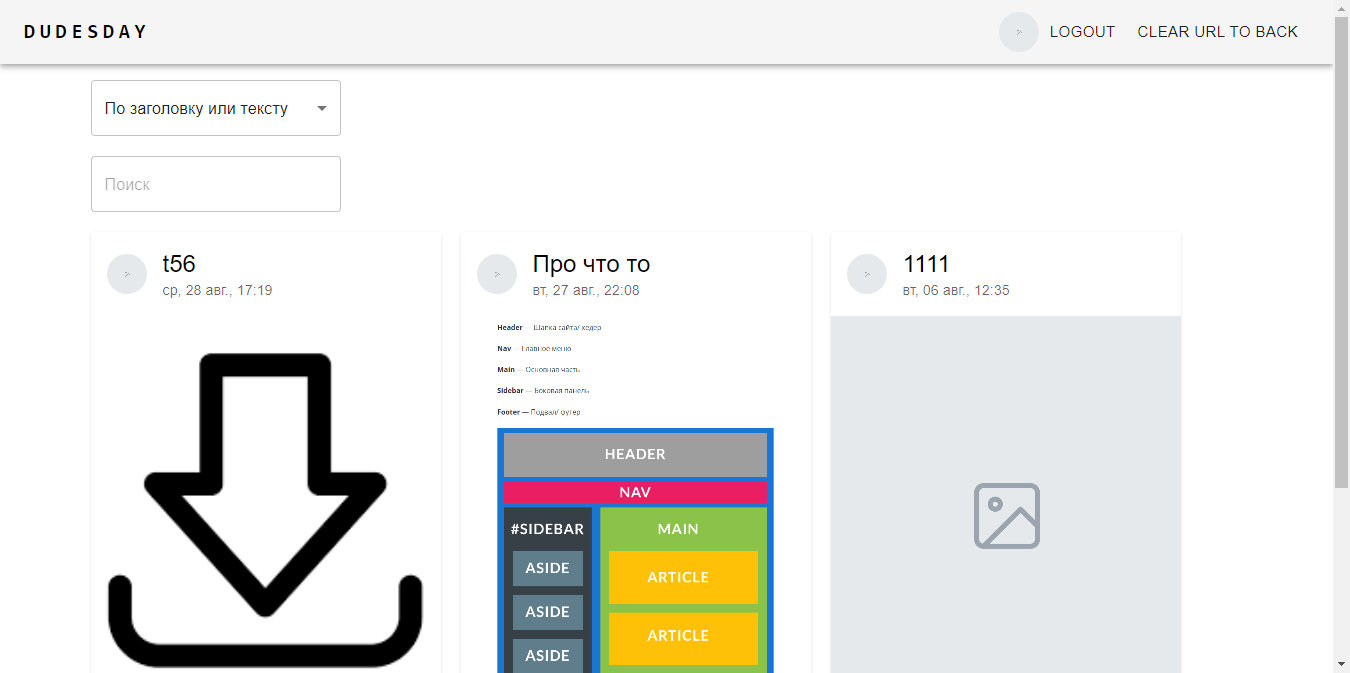 DUDESDAY
LOGOUT
CLEAR URL TO BACK
По заголовку или тексту
Поиск
t56
ср, 28 авг., 17:19
Про что то
вт, 27 авг., 22:08
Header — Шапка сайта/ хедер
Nav — Главное меню
Main — Основная часть
Sidebar — Боковая панель
Footer — Подвал/ футер
HEADER
NAV
#SIDEBAR
MAIN
ASIDE
ARTICLE
ASIDE
ARTICLE
ASIDE
1111
вт, 06 авг., 12:35